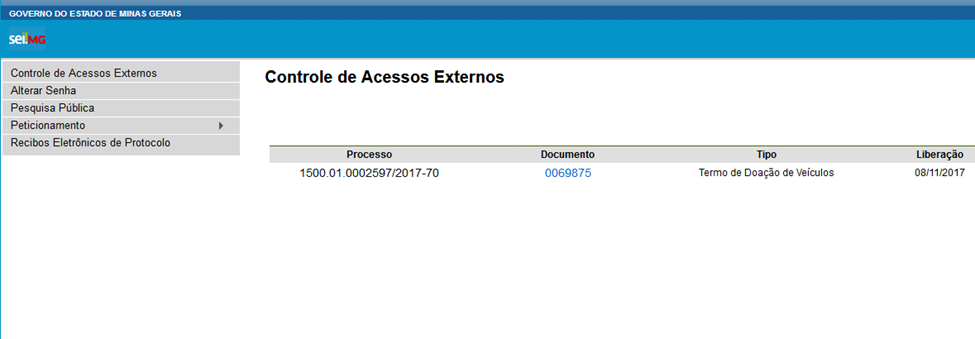 GOVERNO DO ESTADO DE MINAS GERAIS
sei!MG
Controle de Acessos Externos
Alterar Senha
Pesquisa Pública
Peticionamento
Recibos Eletrônicos de Protocolo
Controle de Acessos Externos
Processo Documento Tipo Liberação
1500.01.0002597/2017-70 0069875 Termo de Doação de Veículos 08/11/2017